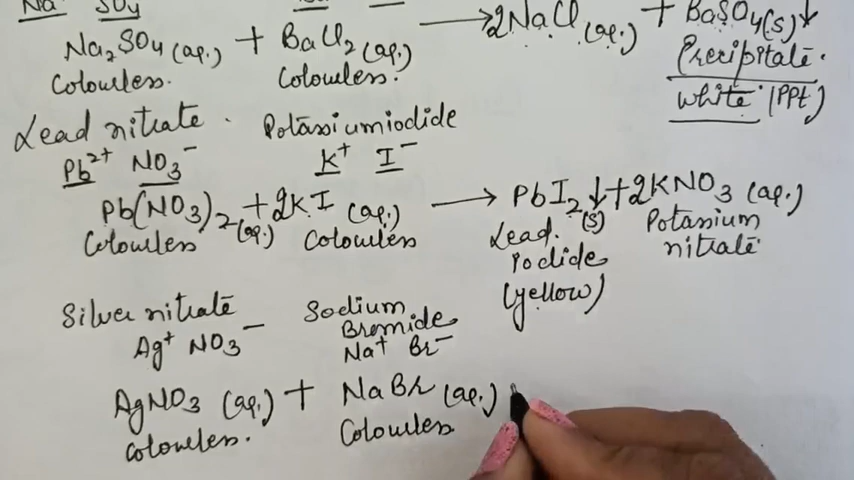 Na SO4
Na2SO4 (aq.) + BaCl2 (aq.) ⟶ 2NaCl (aq.) + BaSO4(s)↓
Colourless. Colourless. Precipitate.
white (PPt)
Lead nitrate. Potassium iodide
Pb2+ NO3− K+ I−
Pb(NO3)2 (aq.) + 2KI (aq.) ⟶ PbI2↓(s) + 2KNO3 (aq.)
Colourless Colourless Lead. Potassium
Iodide nitrate
(yellow)
Silver nitrate Sodium
Bromide
Ag+ NO3− Na+ Br−
AgNO3 (aq.) + NaBr (aq.)
Colourless. Colourless